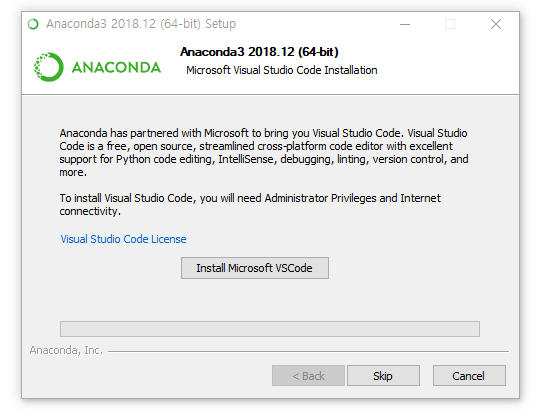 Anaconda3 2018.12 (64-bit) Setup
ANACONDA
Anaconda3 2018.12 (64-bit)
Microsoft Visual Studio Code Installation
Anaconda has partnered with Microsoft to bring you Visual Studio Code. Visual Studio
Code is a free, open source, streamlined cross-platform code editor with excellent
support for Python code editing, IntelliSense, debugging, linting, version control, and
more.
To install Visual Studio Code, you will need Administrator Privileges and Internet
connectivity.
Visual Studio Code License
Install Microsoft VSCode
Anaconda, Inc.
< Back
Skip
Cancel